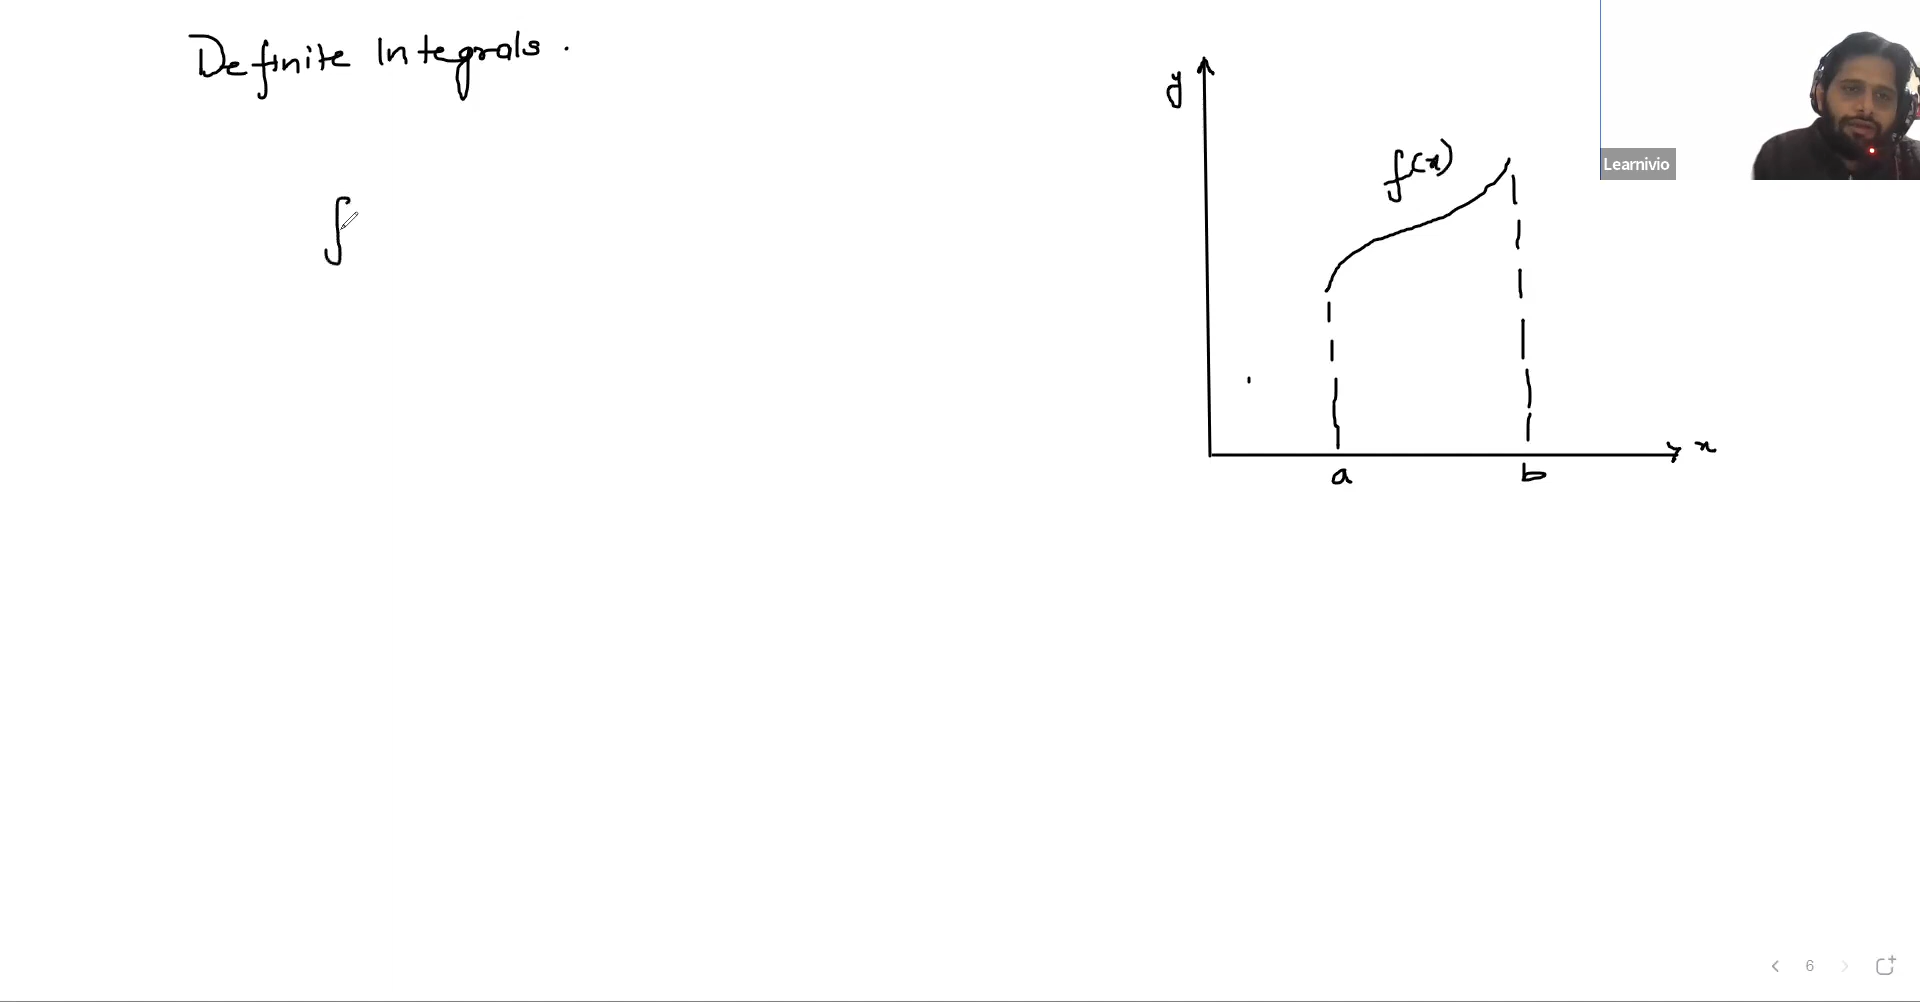 Definite Integrals.
y
f(x)
Learnivio
∫
x
a
b
6